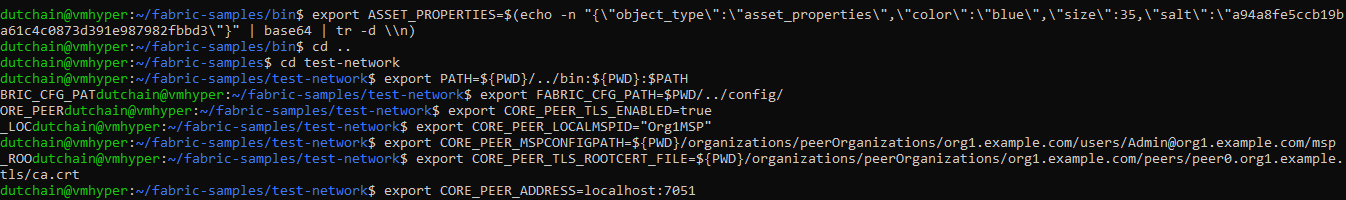 dutchain@vmhyper:~/fabric-samples/bin$ export ASSET_PROPERTIES=$(echo -n "{\"object_type\":\"asset_properties\",\"color\":\"blue\",\"size\":35,\"salt\":\"a94a8fe5ccb19b
a61c4c0873d391e987982fbbd3\"}" | base64 | tr -d \\n)
dutchain@vmhyper:~/fabric-samples/bin$ cd ..
dutchain@vmhyper:~/fabric-samples$ cd test-network
dutchain@vmhyper:~/fabric-samples/test-network$ export PATH=${PWD}/../bin:${PWD}:$PATH
BRIC_CFG_PATdutchain@vmhyper:~/fabric-samples/test-network$ export FABRIC_CFG_PATH=$PWD/../config/
ORE_PEERdutchain@vmhyper:~/fabric-samples/test-network$ export CORE_PEER_TLS_ENABLED=true
_LOCdutchain@vmhyper:~/fabric-samples/test-network$ export CORE_PEER_LOCALMSPID="Org1MSP"
dutchain@vmhyper:~/fabric-samples/test-network$ export CORE_PEER_MSPCONFIGPATH=${PWD}/organizations/peerOrganizations/org1.example.com/users/Admin@org1.example.com/msp
_ROOdutchain@vmhyper:~/fabric-samples/test-network$ export CORE_PEER_TLS_ROOTCERT_FILE=${PWD}/organizations/peerOrganizations/org1.example.com/peers/peer0.org1.example.
tls/ca.crt
dutchain@vmhyper:~/fabric-samples/test-network$ export CORE_PEER_ADDRESS=localhost:7051